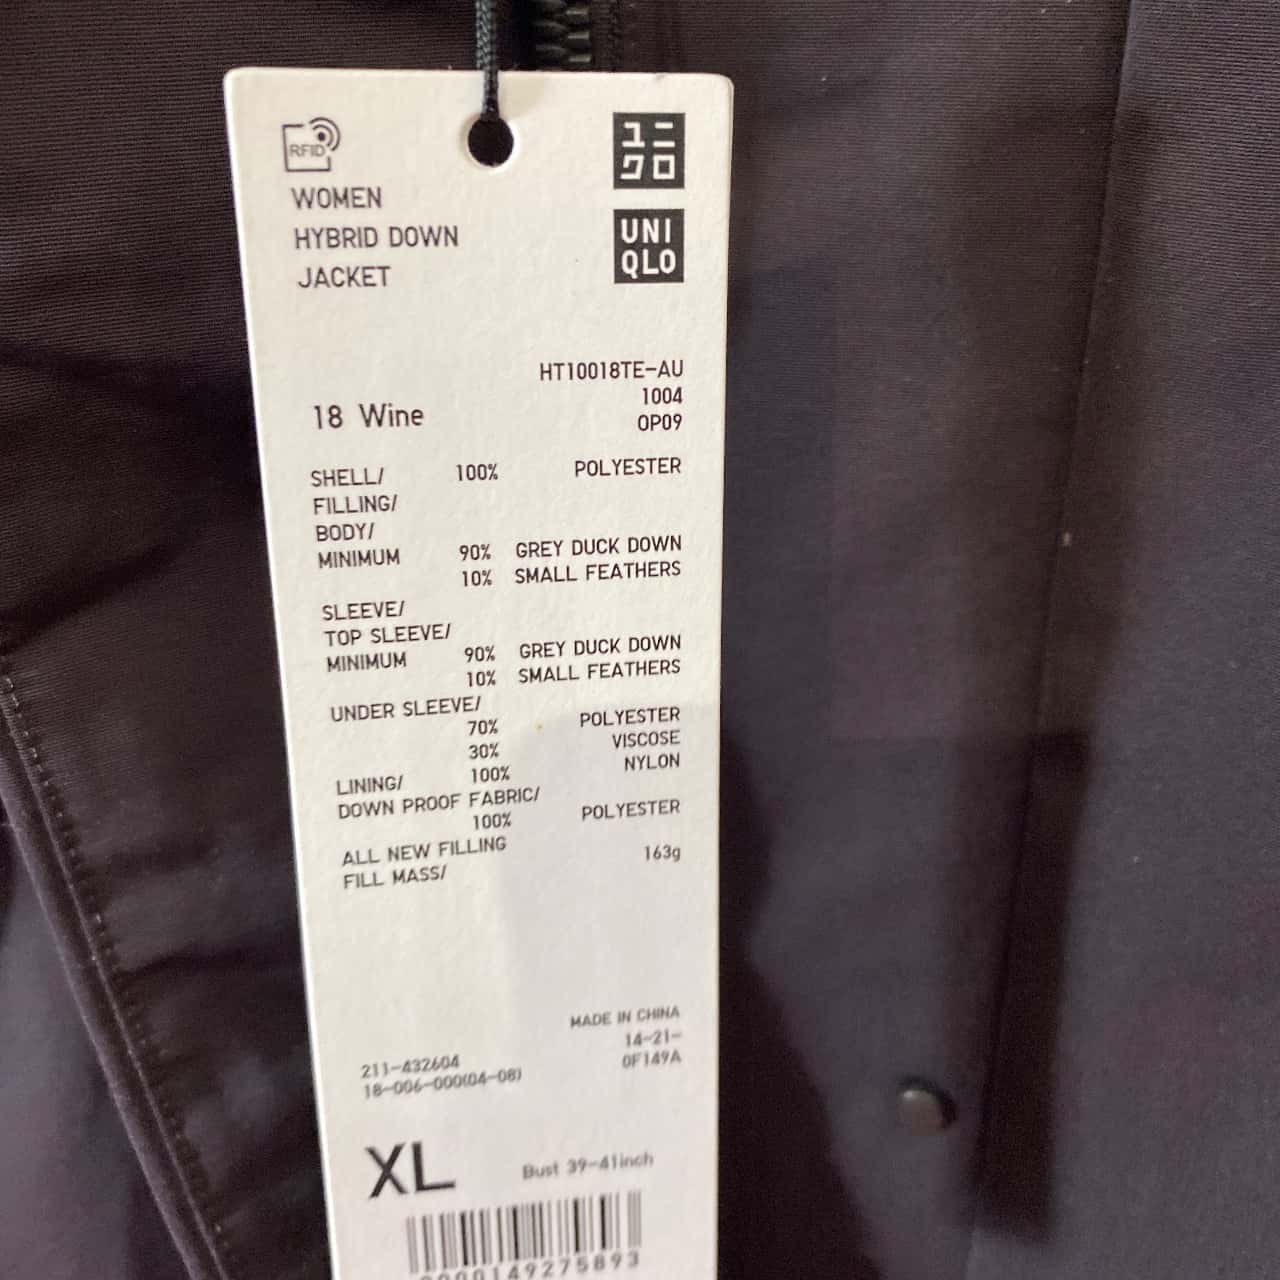 RFID
ユニ
クロ
UNI
QLO
WOMEN
HYBRID DOWN
JACKET
HT10018TE-AU
1004
OP09
18 Wine
SHELL/ 100% POLYESTER
FILLING/
BODY/
MINIMUM 90% GREY DUCK DOWN
10% SMALL FEATHERS
SLEEVE/
TOP SLEEVE/
MINIMUM 90% GREY DUCK DOWN
10% SMALL FEATHERS
UNDER SLEEVE/
70% POLYESTER
30% VISCOSE
LINING/ 100% NYLON
DOWN PROOF FABRIC/
100% POLYESTER
ALL NEW FILLING
FILL MASS/ 163g
MADE IN CHINA
14-21-
0F149A
211-432604
18-006-000(04-08)
XL Bust 39-41inch